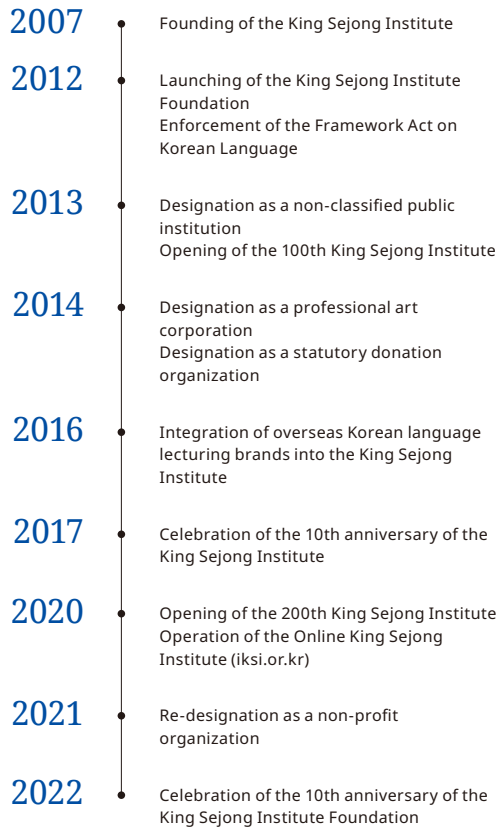 2007
Founding of the King Sejong Institute
2012
Launching of the King Sejong Institute
Foundation
Enforcement of the Framework Act on
Korean Language
2013
Designation as a non-classified public
institution
Opening of the 100th King Sejong Institute
2014
Designation as a professional art
corporation
Designation as a statutory donation
organization
2016
Integration of overseas Korean language
lecturing brands into the King Sejong
Institute
2017
Celebration of the 10th anniversary of the
King Sejong Institute
2020
Opening of the 200th King Sejong Institute
Operation of the Online King Sejong
Institute (iksi.or.kr)
2021
Re-designation as a non-profit
organization
2022
Celebration of the 10th anniversary of the
King Sejong Institute Foundation